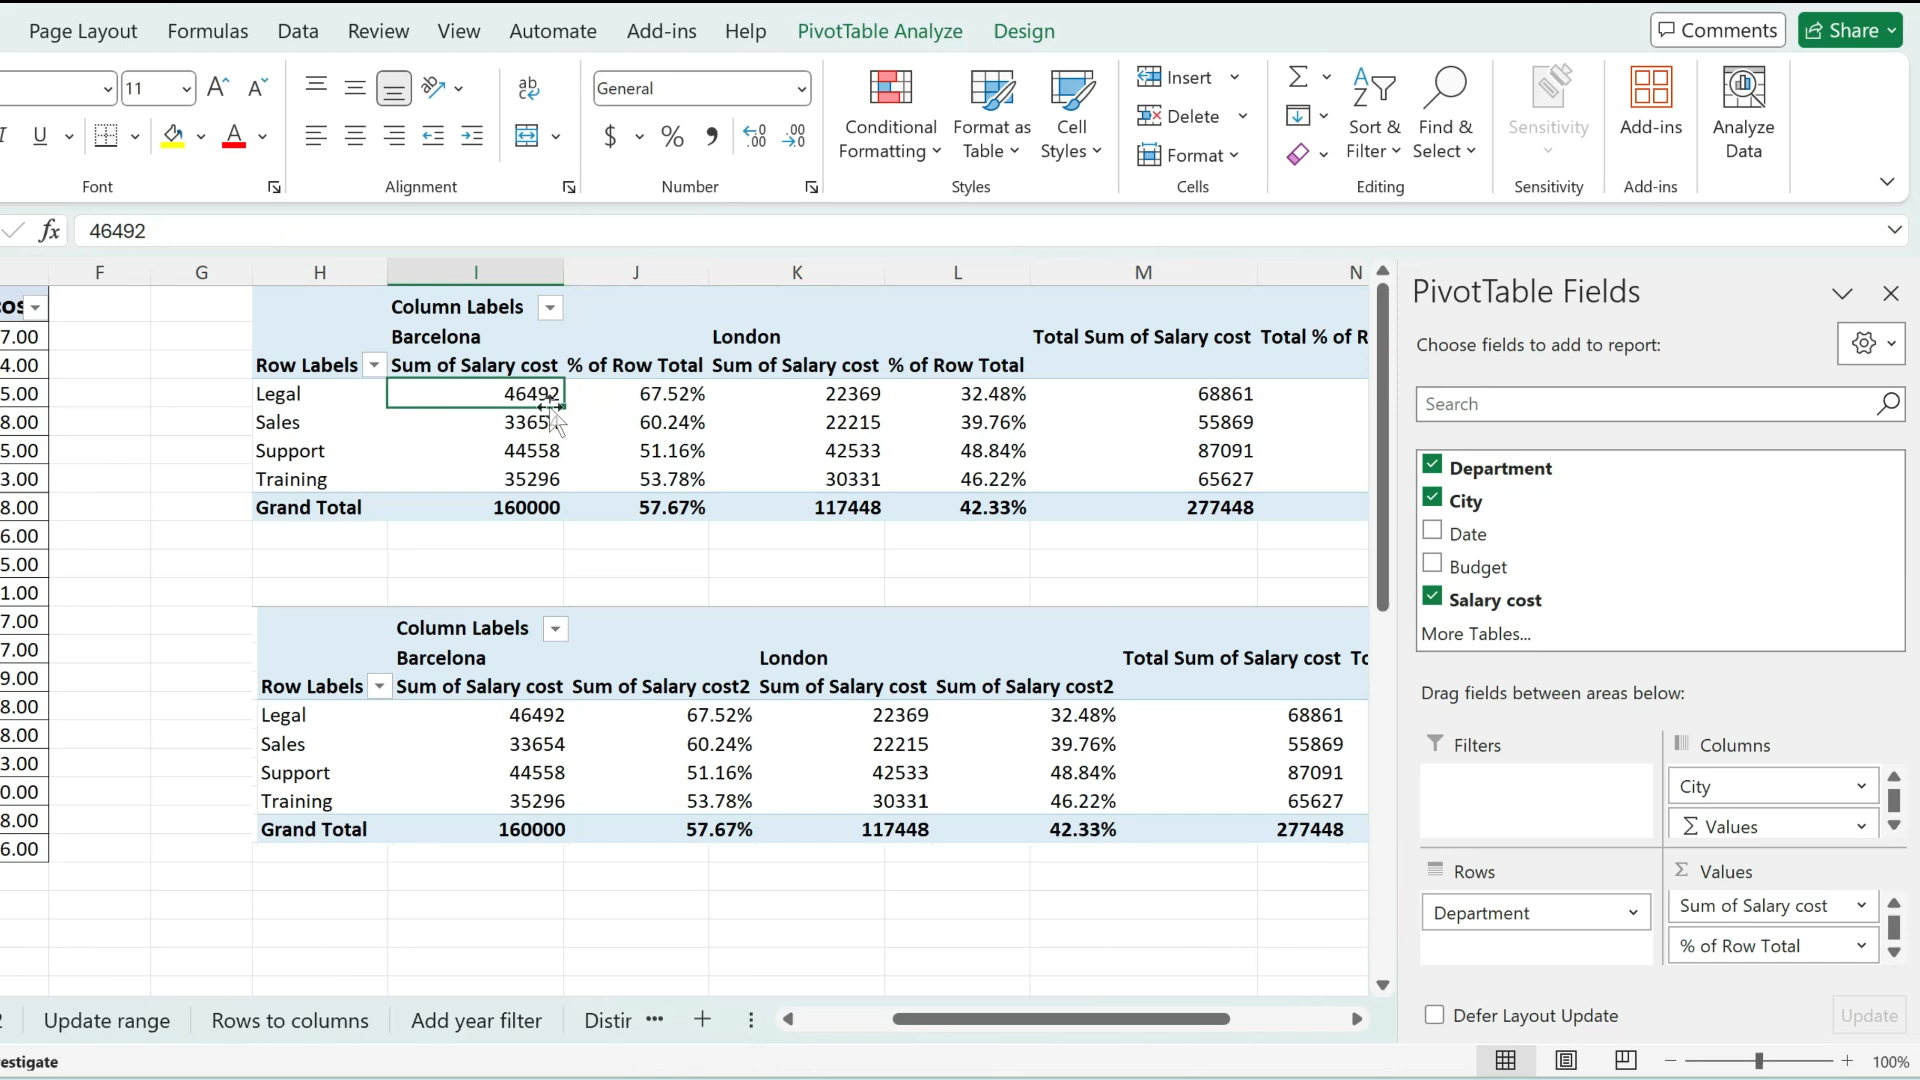 Page Layout Formulas Data Review View Automate Add-ins Help PivotTable Analyze Design Comments Share
11 General Insert
Conditional Formatting Format as Table Cell Styles Delete Sort & Filter Find & Select Sensitivity Add-ins Analyze Data
Format
Font Alignment Number Styles Cells Editing Sensitivity Add-ins
fx 46492
F G H I J K L M N
Column Labels
7.00 Barcelona London Total Sum of Salary cost Total % of R
4.00 Row Labels Sum of Salary cost % of Row Total Sum of Salary cost % of Row Total
5.00 Legal 46492 67.52% 22369 32.48% 68861
8.00 Sales 3365 60.24% 22215 39.76% 55869
5.00 Support 44558 51.16% 42533 48.84% 87091
3.00 Training 35296 53.78% 30331 46.22% 65627
8.00 Grand Total 160000 57.67% 117448 42.33% 277448
6.00
5.00
1.00
7.00 Column Labels
7.00 Barcelona London Total Sum of Salary cost To
9.00 Row Labels Sum of Salary cost Sum of Salary cost2 Sum of Salary cost Sum of Salary cost2
8.00 Legal 46492 67.52% 22369 32.48% 68861
8.00 Sales 33654 60.24% 22215 39.76% 55869
3.00 Support 44558 51.16% 42533 48.84% 87091
0.00 Training 35296 53.78% 30331 46.22% 65627
8.00 Grand Total 160000 57.67% 117448 42.33% 277448
6.00
PivotTable Fields
Choose fields to add to report:
Search
Department
City
Date
Budget
Salary cost
More Tables...
Drag fields between areas below:
Filters Columns
City
Σ Values
Rows Σ Values
Department Sum of Salary cost
% of Row Total
Defer Layout Update Update
2 Update range Rows to columns Add year filter Distir ...
estigate 100%